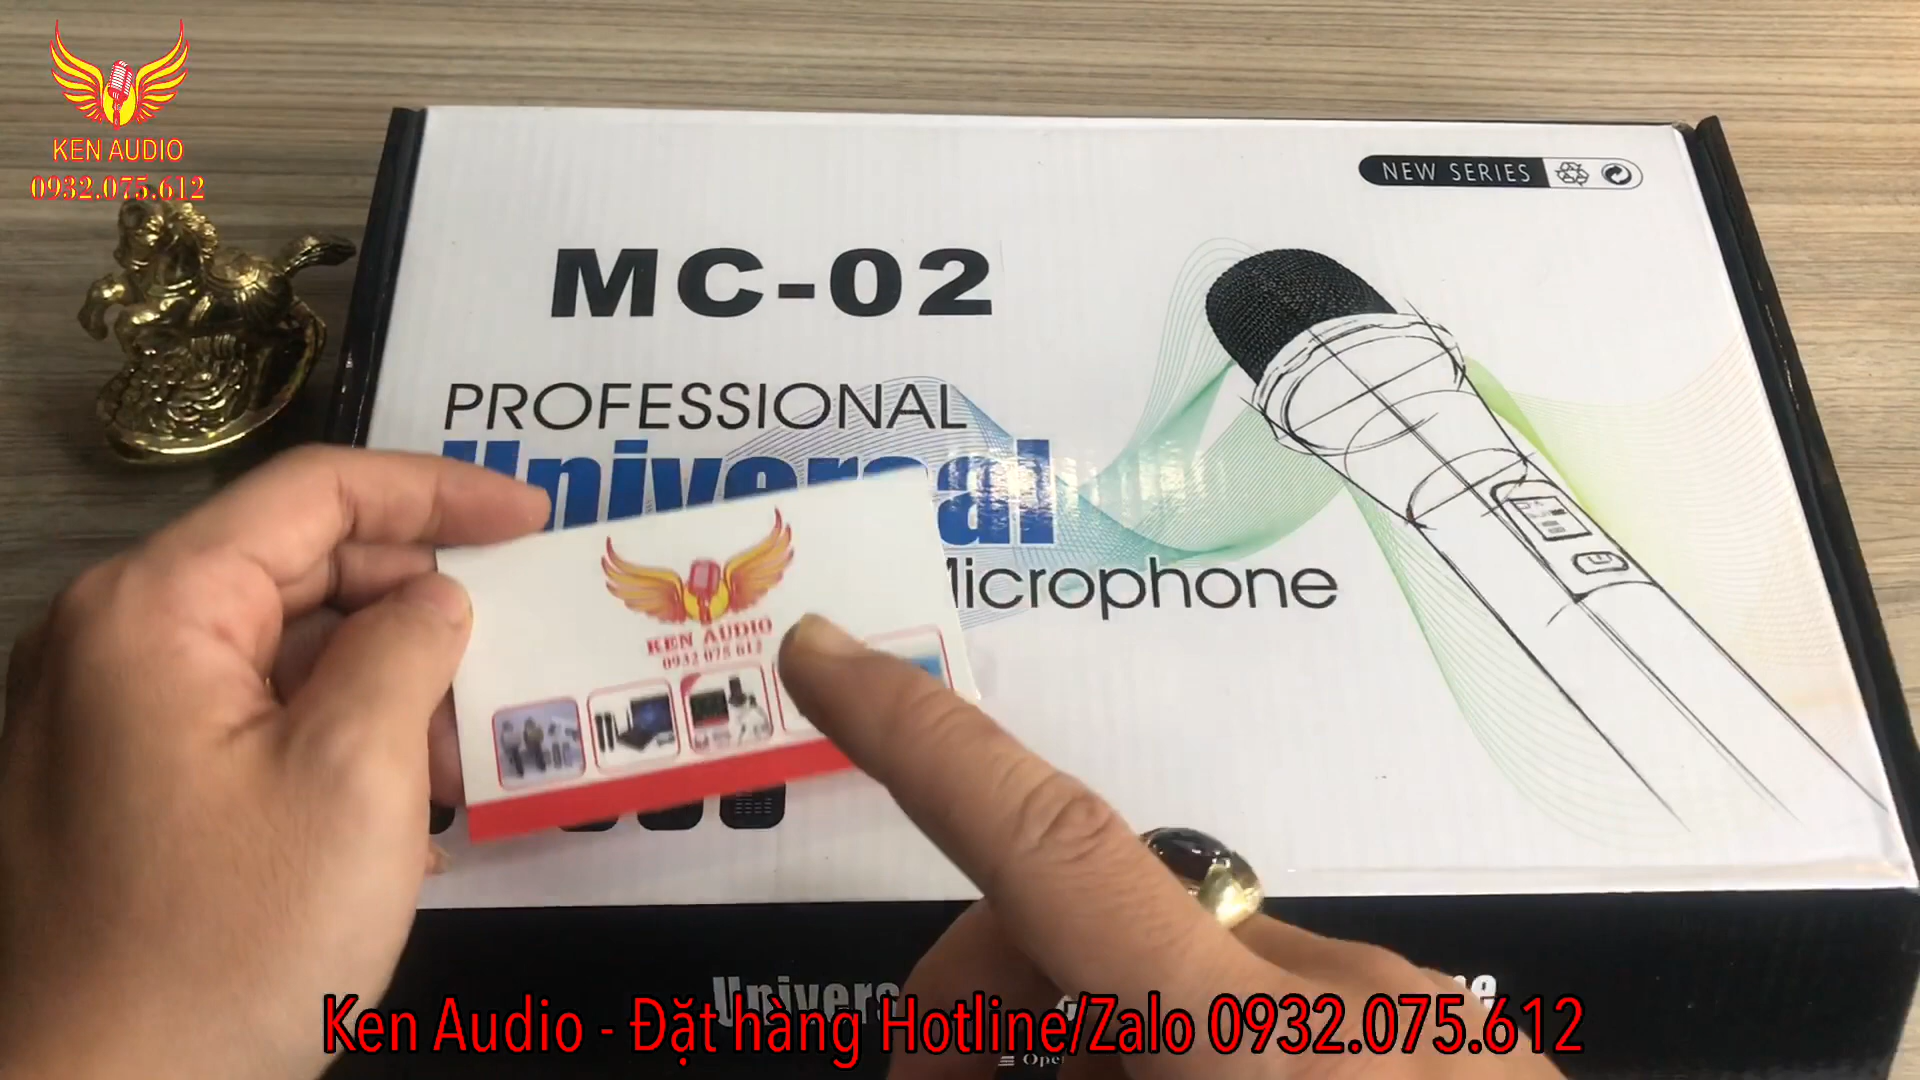 KEN AUDIO
0932.075.612
NEW SERIES
MC-02
PROFESSIONAL
Universal
Microphone
KEN AUDIO
0932 075 612
Ken Audio - Đặt hàng Hotline/Zalo 0932.075.612